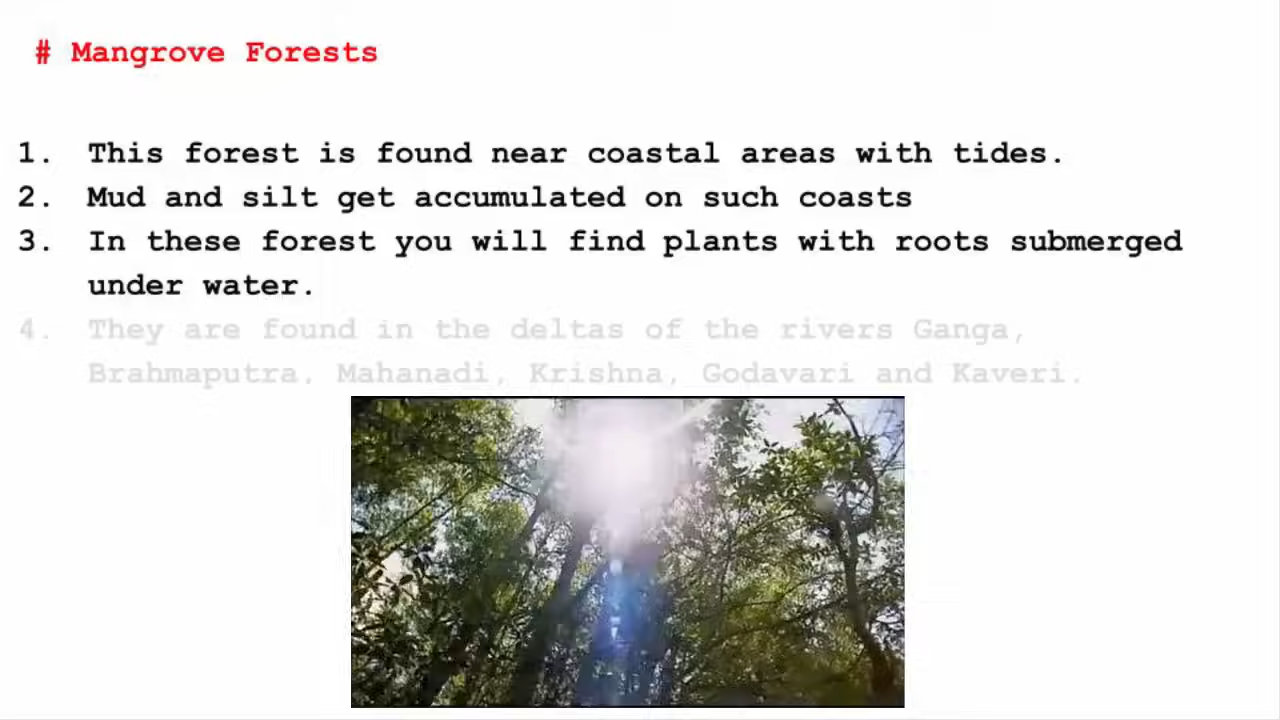 # Mangrove Forests
1. This forest is found near coastal areas with tides.
2. Mud and silt get accumulated on such coasts
3. In these forest you will find plants with roots submerged
under water.
4. They are found in the deltas of the rivers Ganga,
Brahmaputra, Mahanadi, Krishna, Godavari and Kaveri.